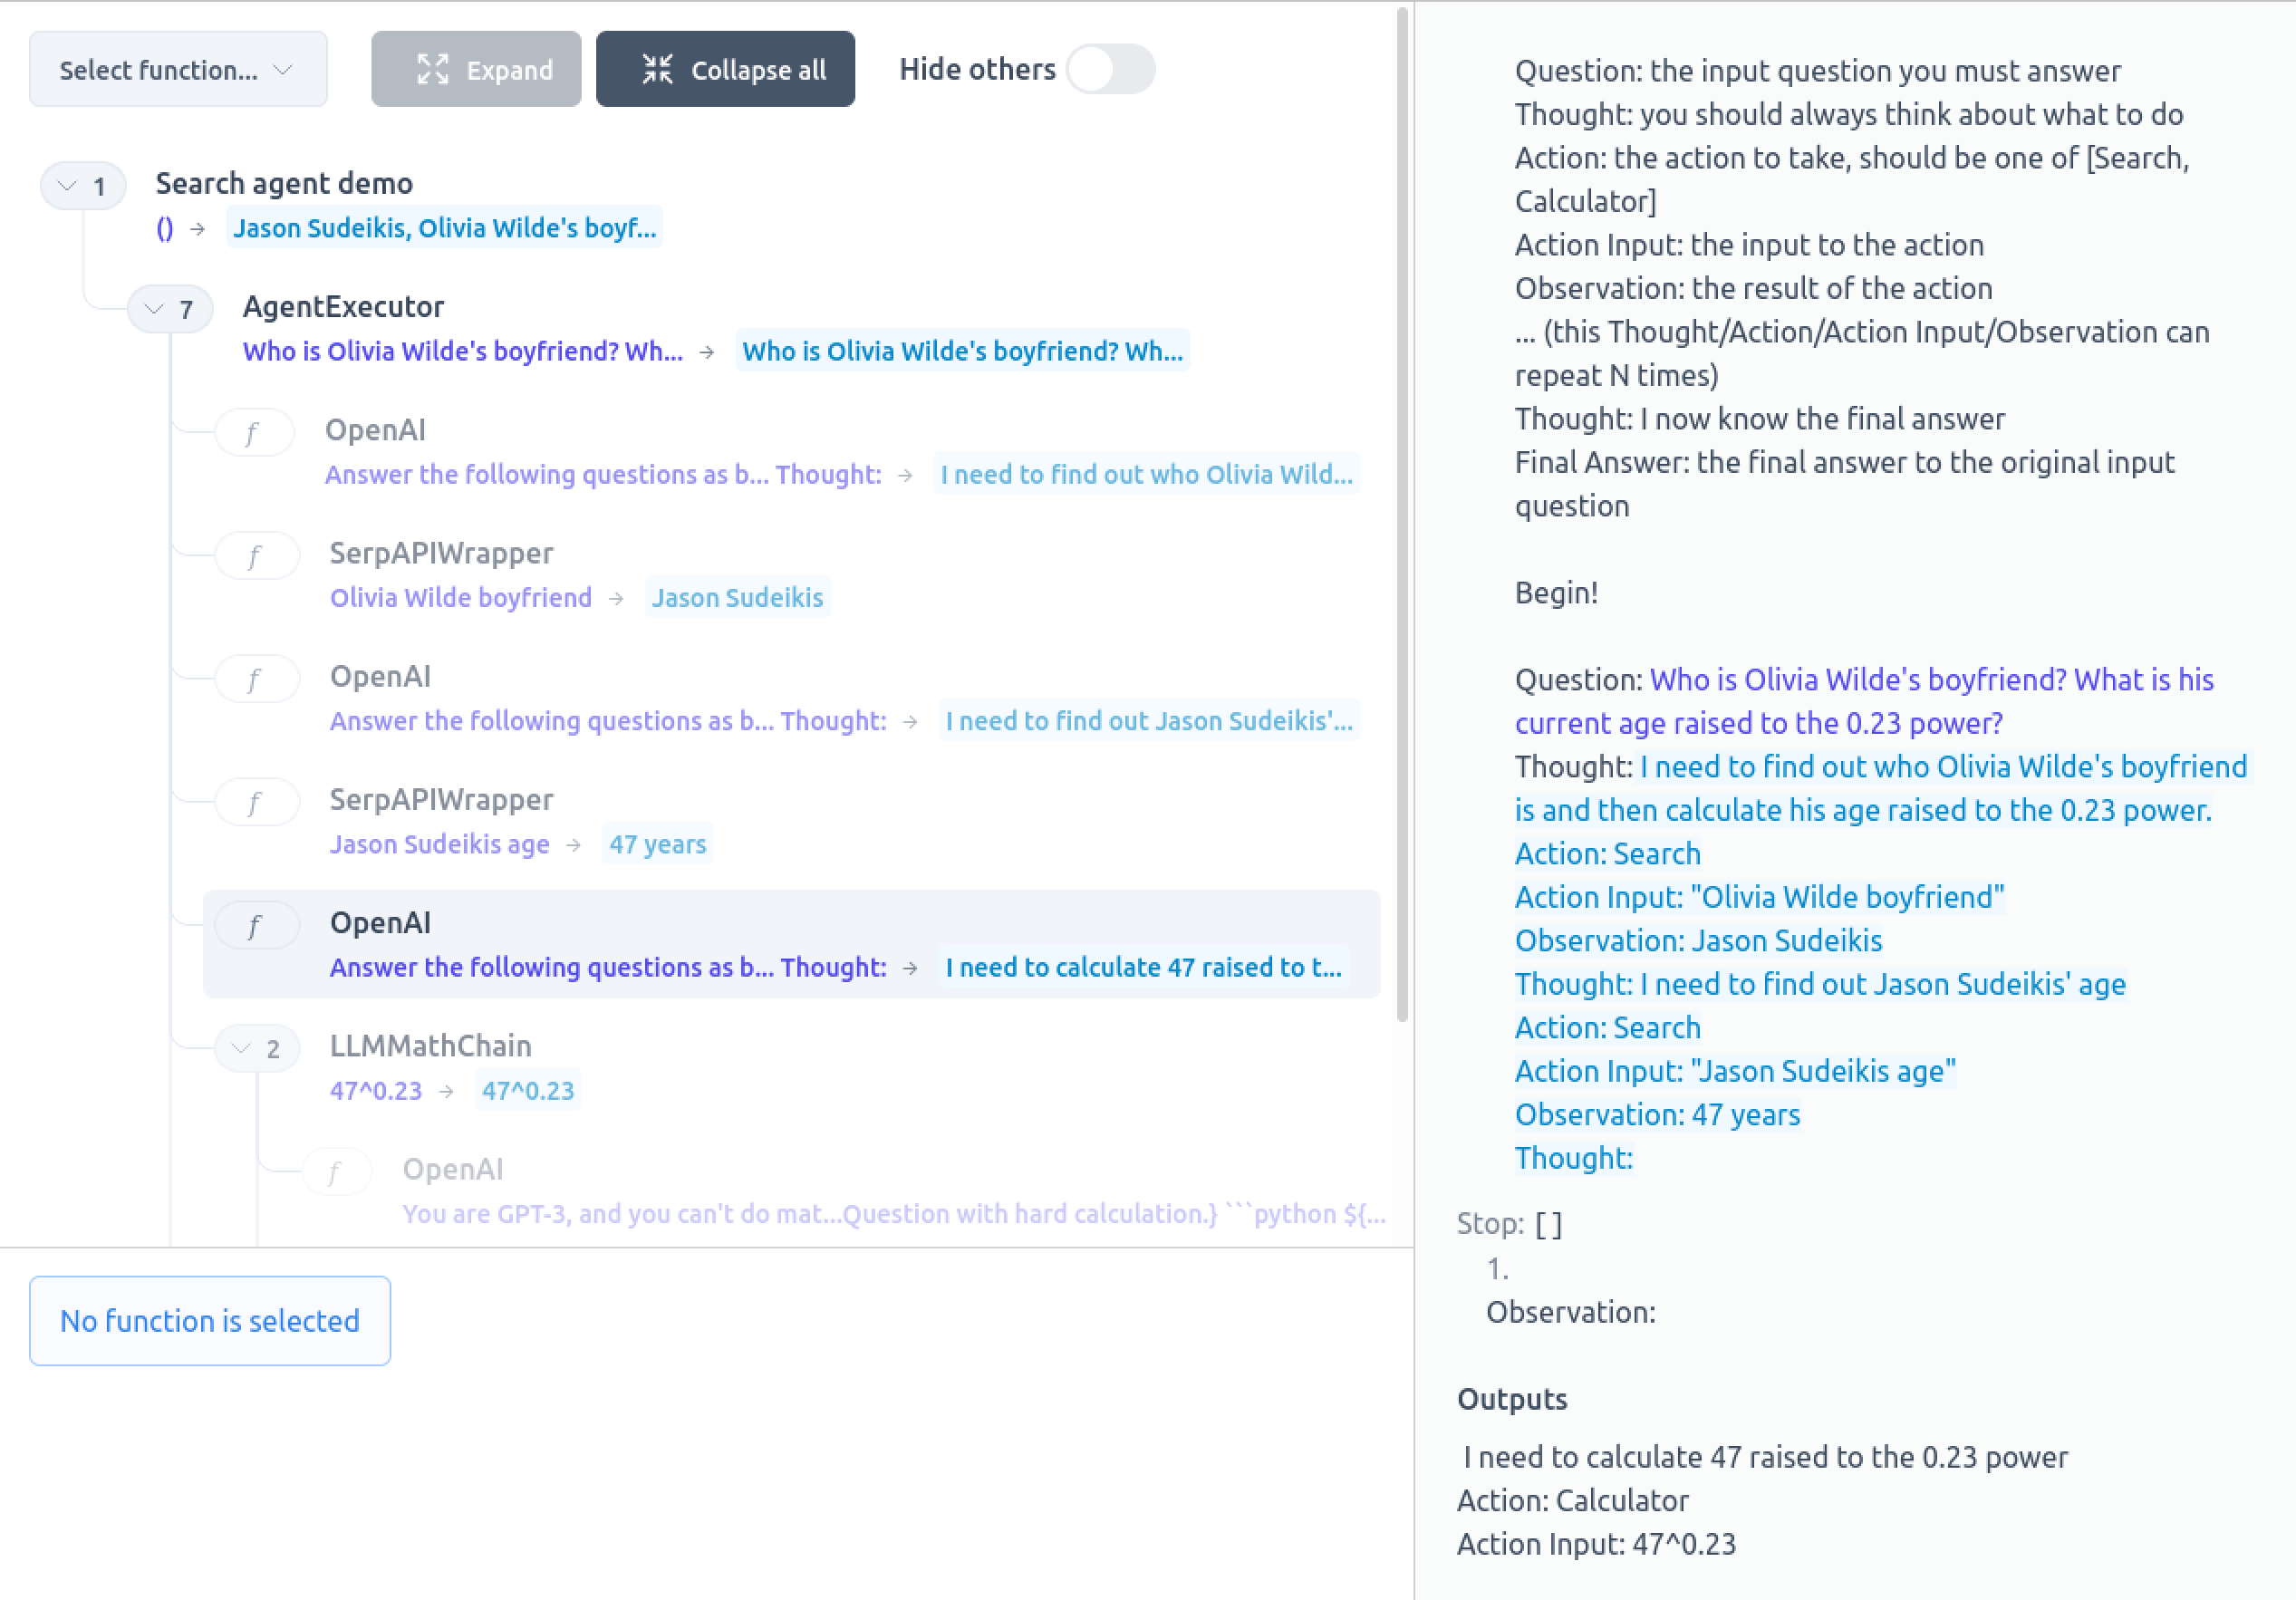 Select function...
Expand
Collapse all
Hide others
1
Search agent demo
() → Jason Sudeikis, Olivia Wilde's boyf...
7
AgentExecutor
Who is Olivia Wilde's boyfriend? Wh... → Who is Olivia Wilde's boyfriend? Wh...
f
OpenAI
Answer the following questions as b... Thought: → I need to find out who Olivia Wild...
f
SerpAPIWrapper
Olivia Wilde boyfriend → Jason Sudeikis
f
OpenAI
Answer the following questions as b... Thought: → I need to find out Jason Sudeikis'...
f
SerpAPIWrapper
Jason Sudeikis age → 47 years
f
OpenAI
Answer the following questions as b... Thought: → I need to calculate 47 raised to t...
2
LLMMathChain
47^0.23 → 47^0.23
f
OpenAI
You are GPT-3, and you can't do mat...Question with hard calculation.} ```python ${...
No function is selected
Question: the input question you must answer
Thought: you should always think about what to do
Action: the action to take, should be one of [Search,
Calculator]
Action Input: the input to the action
Observation: the result of the action
... (this Thought/Action/Action Input/Observation can
repeat N times)
Thought: I now know the final answer
Final Answer: the final answer to the original input
question
Begin!
Question: Who is Olivia Wilde's boyfriend? What is his
current age raised to the 0.23 power?
Thought: I need to find out who Olivia Wilde's boyfriend
is and then calculate his age raised to the 0.23 power.
Action: Search
Action Input: "Olivia Wilde boyfriend"
Observation: Jason Sudeikis
Thought: I need to find out Jason Sudeikis' age
Action: Search
Action Input: "Jason Sudeikis age"
Observation: 47 years
Thought:
Stop: []
1.
Observation:
Outputs
I need to calculate 47 raised to the 0.23 power
Action: Calculator
Action Input: 47^0.23